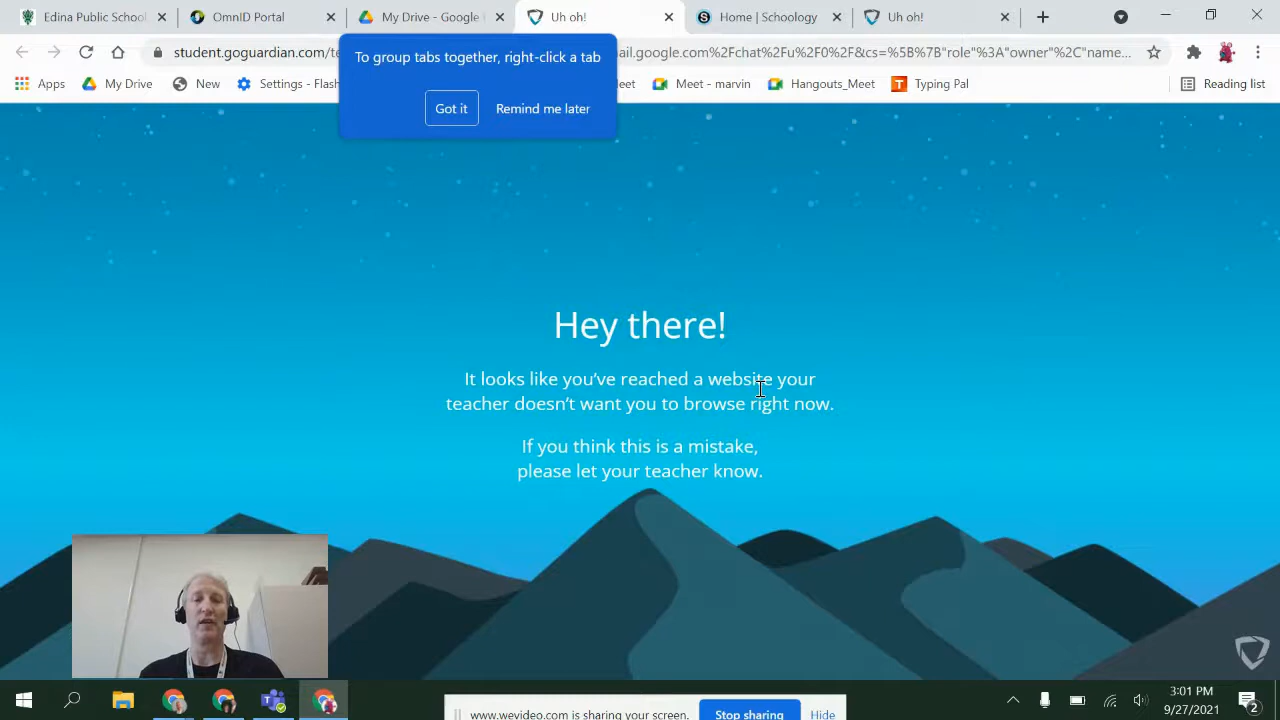 Edina Public School
OmnID Portal
My Drive - Google
Uh oh!
Home | Schoology
Uh oh!
student.goguardian.com/te
ail.google.com%2Fchat%2Fu%2F0%2F&cs=%5B%7B"role"%3A"owner"%2C"name...
To group tabs together, right-click a tab
Got it
Remind me later
Apps
My Drive
New
Settings - Flash
eet
Meet - marvin
Hangouts_Meet
Typing Pal
Reading list
Hey there!
It looks like you've reached a website your
teacher doesn't want you to browse right now.
If you think this is a mistake,
please let your teacher know.
3:01 PM
9/27/2021
2
www.wevideo.com is sharing your screen.
Stop sharing
Hide